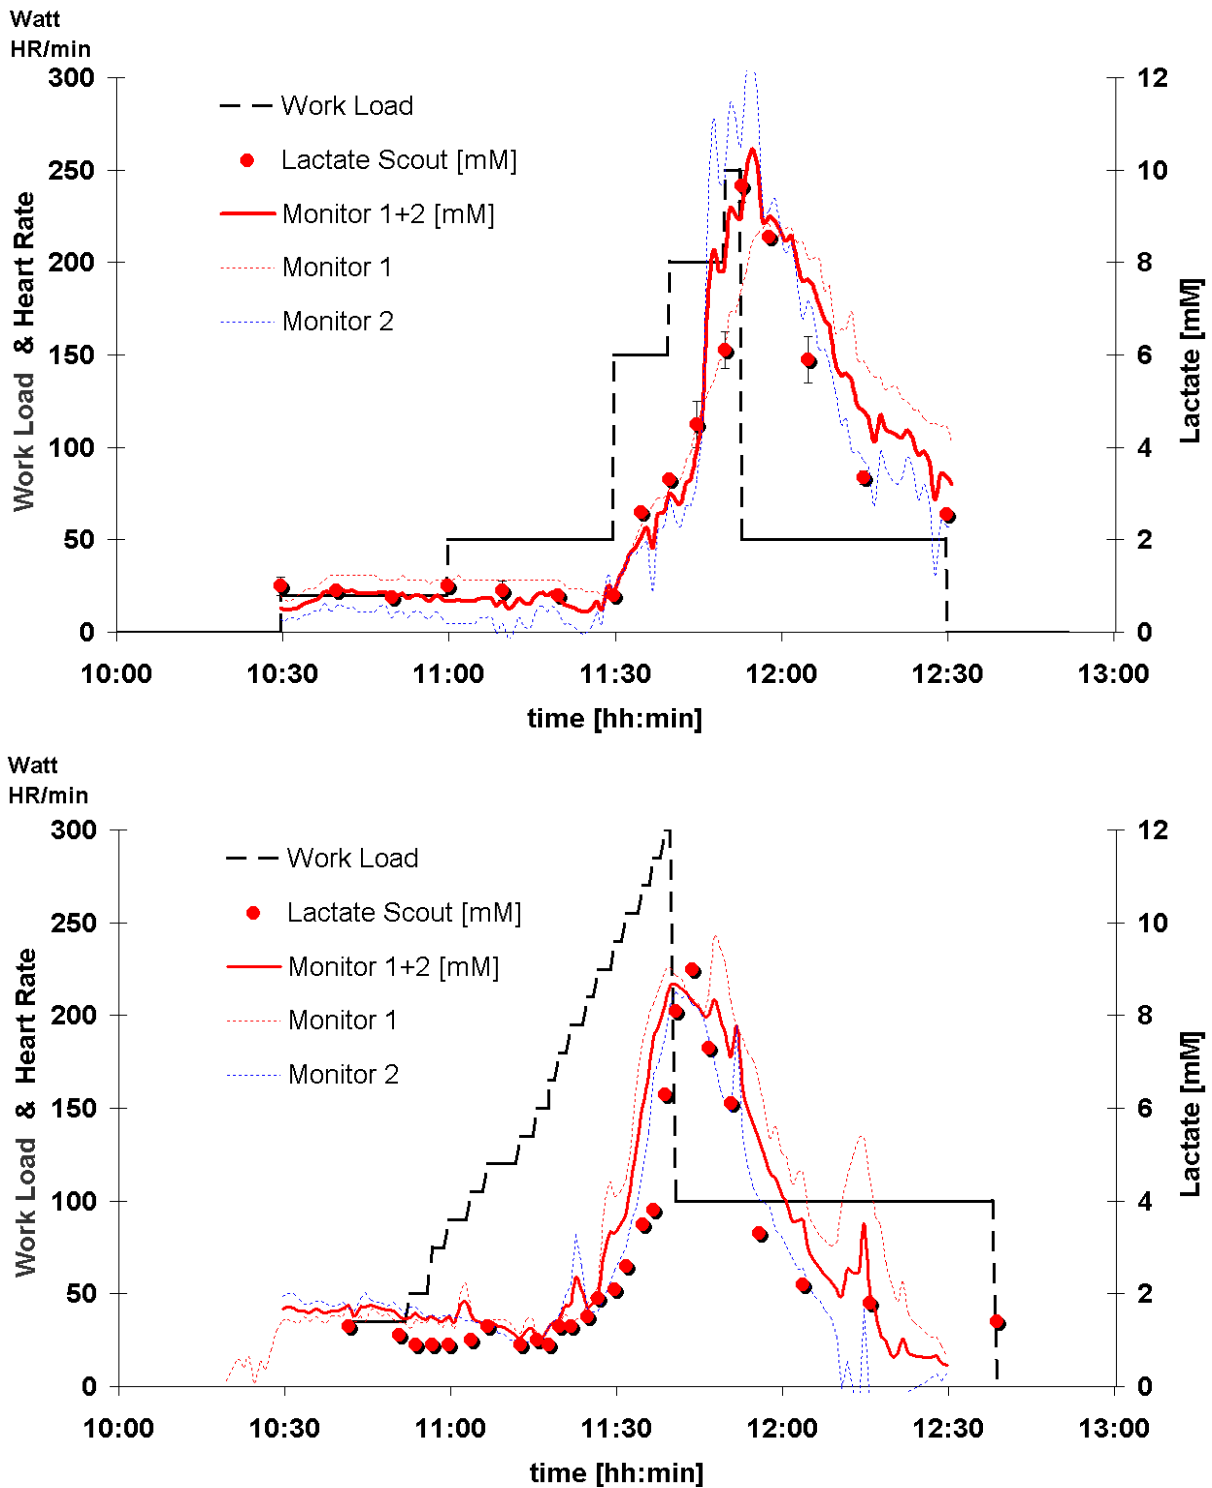 Watt
HR/min
300
250
200
150
100
50
0
Work Load & Heart Rate
Work Load
Lactate Scout [mM]
Monitor 1+2 [mM]
Monitor 1
Monitor 2
12
10
8
6
4
2
0
Lactate [mM]
10:00 10:30 11:00 11:30 12:00 12:30 13:00
time [hh:min]
Watt
HR/min
300
250
200
150
100
50
0
Work Load & Heart Rate
Work Load
Lactate Scout [mM]
Monitor 1+2 [mM]
Monitor 1
Monitor 2
12
10
8
6
4
2
0
Lactate [mM]
10:00 10:30 11:00 11:30 12:00 12:30 13:00
time [hh:min]